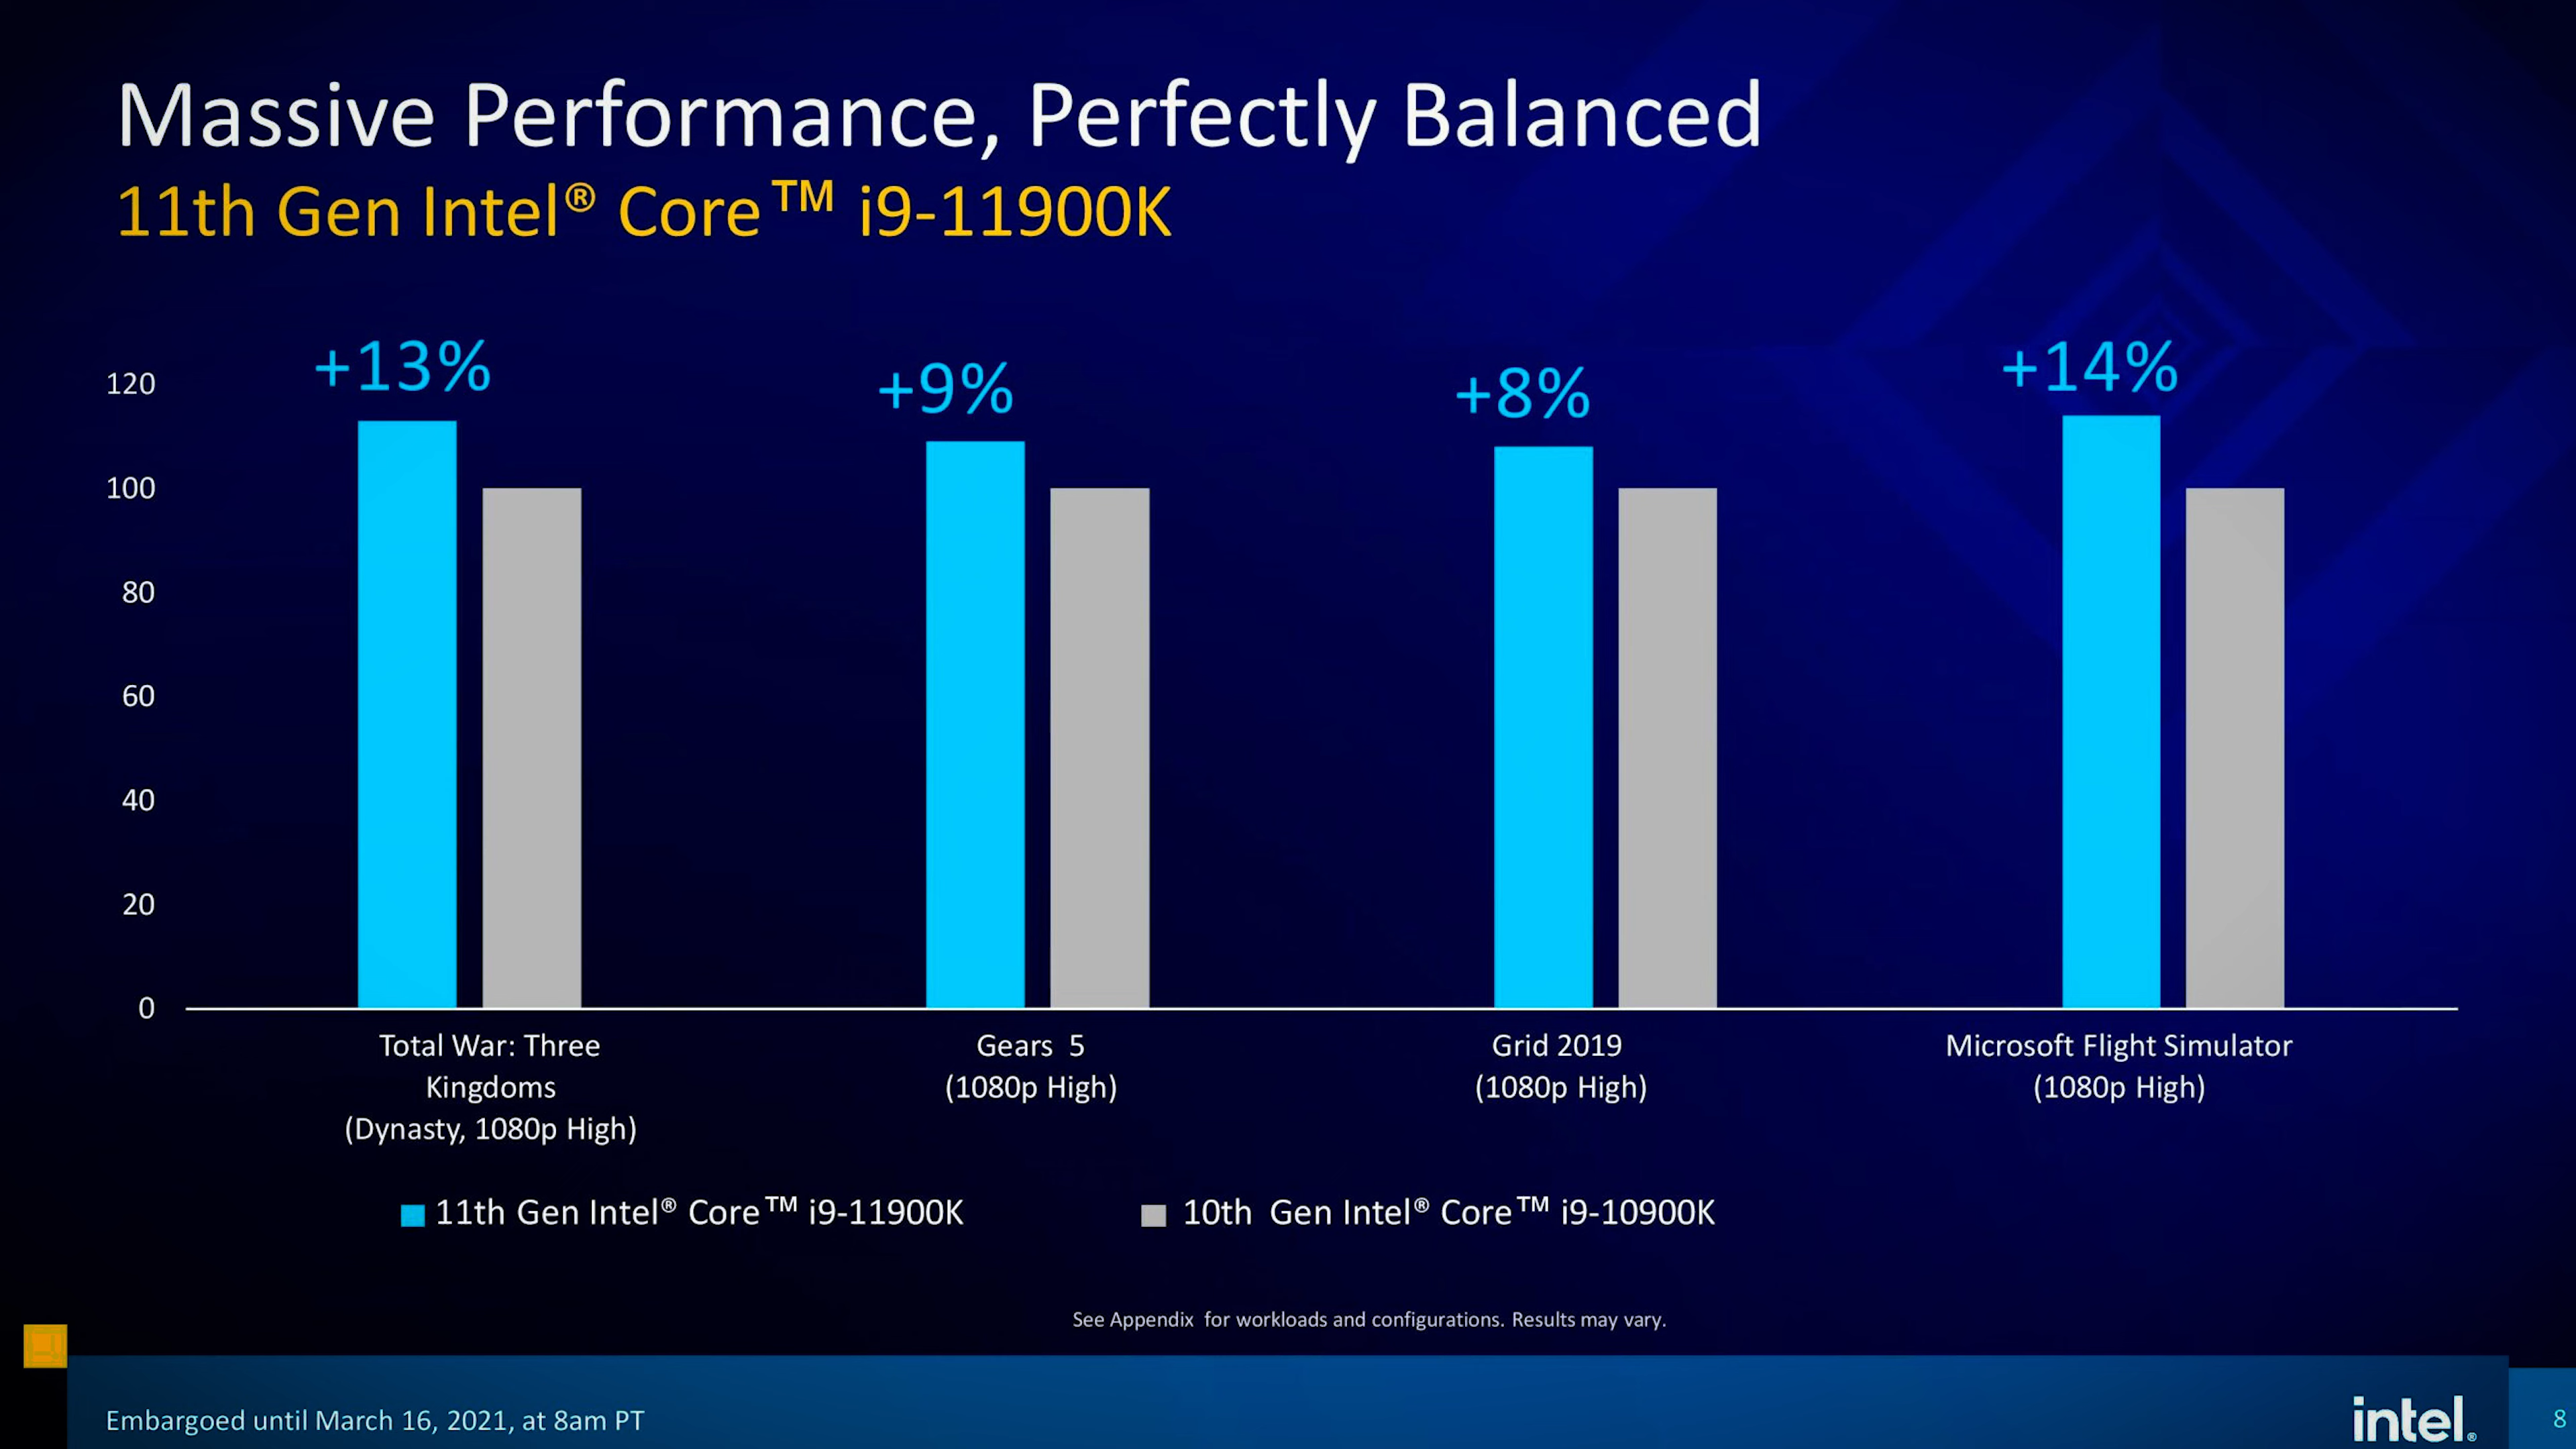 Massive Performance, Perfectly Balanced
11th Gen Intel® Core™ i9-11900K
+13%
+9%
+8%
+14%
120
100
80
60
40
20
0
Total War: Three
Kingdoms
(Dynasty, 1080p High)
Gears 5
(1080p High)
Grid 2019
(1080p High)
Microsoft Flight Simulator
(1080p High)
11th Gen Intel® Core™ i9-11900K
10th Gen Intel® Core™ i9-10900K
See Appendix for workloads and configurations. Results may vary.
Embargoed until March 16, 2021, at 8am PT
intel®
8